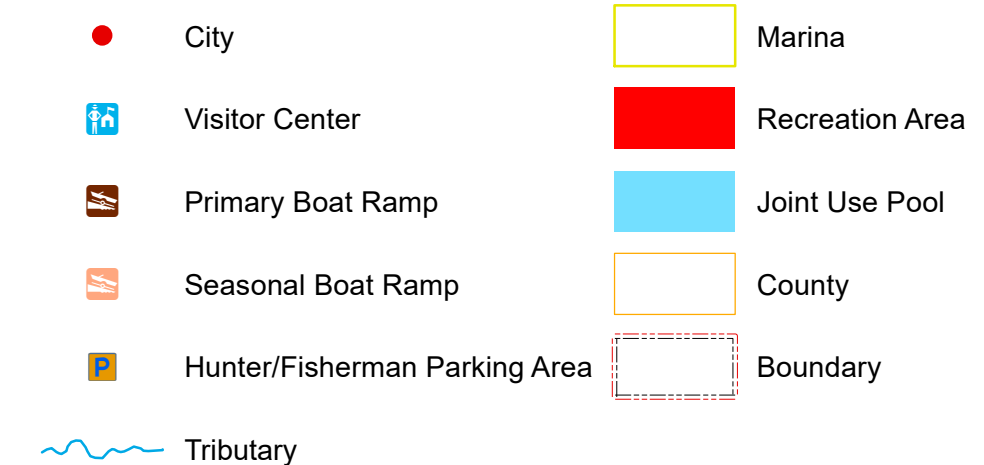 City
Visitor Center
Primary Boat Ramp
Seasonal Boat Ramp
P
Hunter/Fisherman Parking Area
Tributary
Marina
Recreation Area
Joint Use Pool
County
Boundary